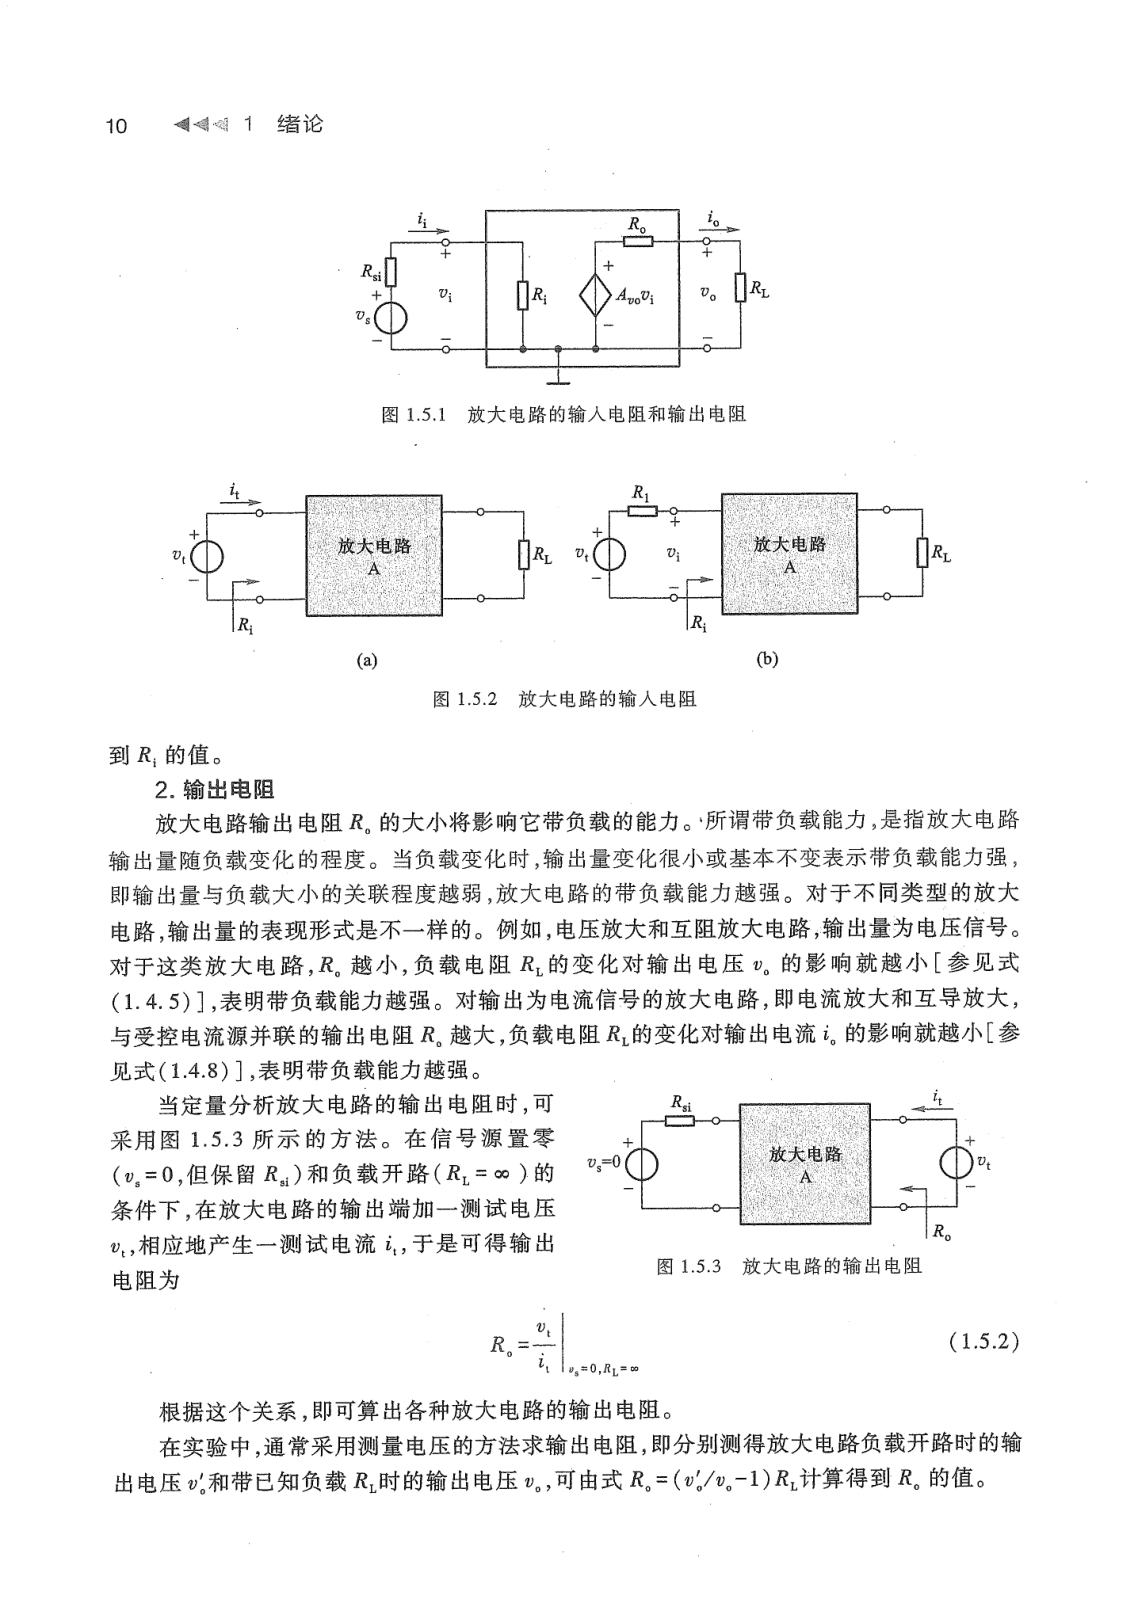 10 1 绪论
i_i R_o i_o
R_si + v_i R_i + A_vo v_i + v_o R_L
+ v_s − − − −
图 1.5.1 放大电路的输入电阻和输出电阻
i_t R_1
+ v_t − 放大电路 A R_L + v_t − + v_i − 放大电路 A R_L
R_i R_i
(a) (b)
图 1.5.2 放大电路的输入电阻
到 R_i 的值。
2. 输出电阻
放大电路输出电阻 R_o 的大小将影响它带负载的能力。所谓带负载能力,是指放大电路
输出量随负载变化的程度。当负载变化时,输出量变化很小或基本不变表示带负载能力强,
即输出量与负载大小的关联程度越弱,放大电路的带负载能力越强。对于不同类型的放大
电路,输出量的表现形式是不一样的。例如,电压放大和互阻放大电路,输出量为电压信号。
对于这类放大电路,R_o 越小,负载电阻 R_L 的变化对输出电压 v_o 的影响就越小[参见式
(1.4.5)],表明带负载能力越强。对输出为电流信号的放大电路,即电流放大和互导放大,
与受控电流源并联的输出电阻 R_o 越大,负载电阻 R_L 的变化对输出电流 i_o 的影响就越小[参
见式(1.4.8)],表明带负载能力越强。
当定量分析放大电路的输出电阻时,可
采用图 1.5.3 所示的方法。在信号源置零
(v_s=0,但保留 R_si)和负载开路(R_L=∞)的
条件下,在放大电路的输出端加一测试电压
v_t,相应地产生一测试电流 i_t,于是可得输出
电阻为
R_si i_t
+ v_s=0 − 放大电路 A + v_t −
R_o
图 1.5.3 放大电路的输出电阻
R_o = v_t / i_t |_{v_s=0,R_L=∞} (1.5.2)
根据这个关系,即可算出各种放大电路的输出电阻。
在实验中,通常采用测量电压的方法求输出电阻,即分别测得放大电路负载开路时的输
出电压 v′_o 和带已知负载 R_L 时的输出电压 v_o,可由式 R_o=(v′_o/v_o-1)R_L 计算得到 R_o 的值。